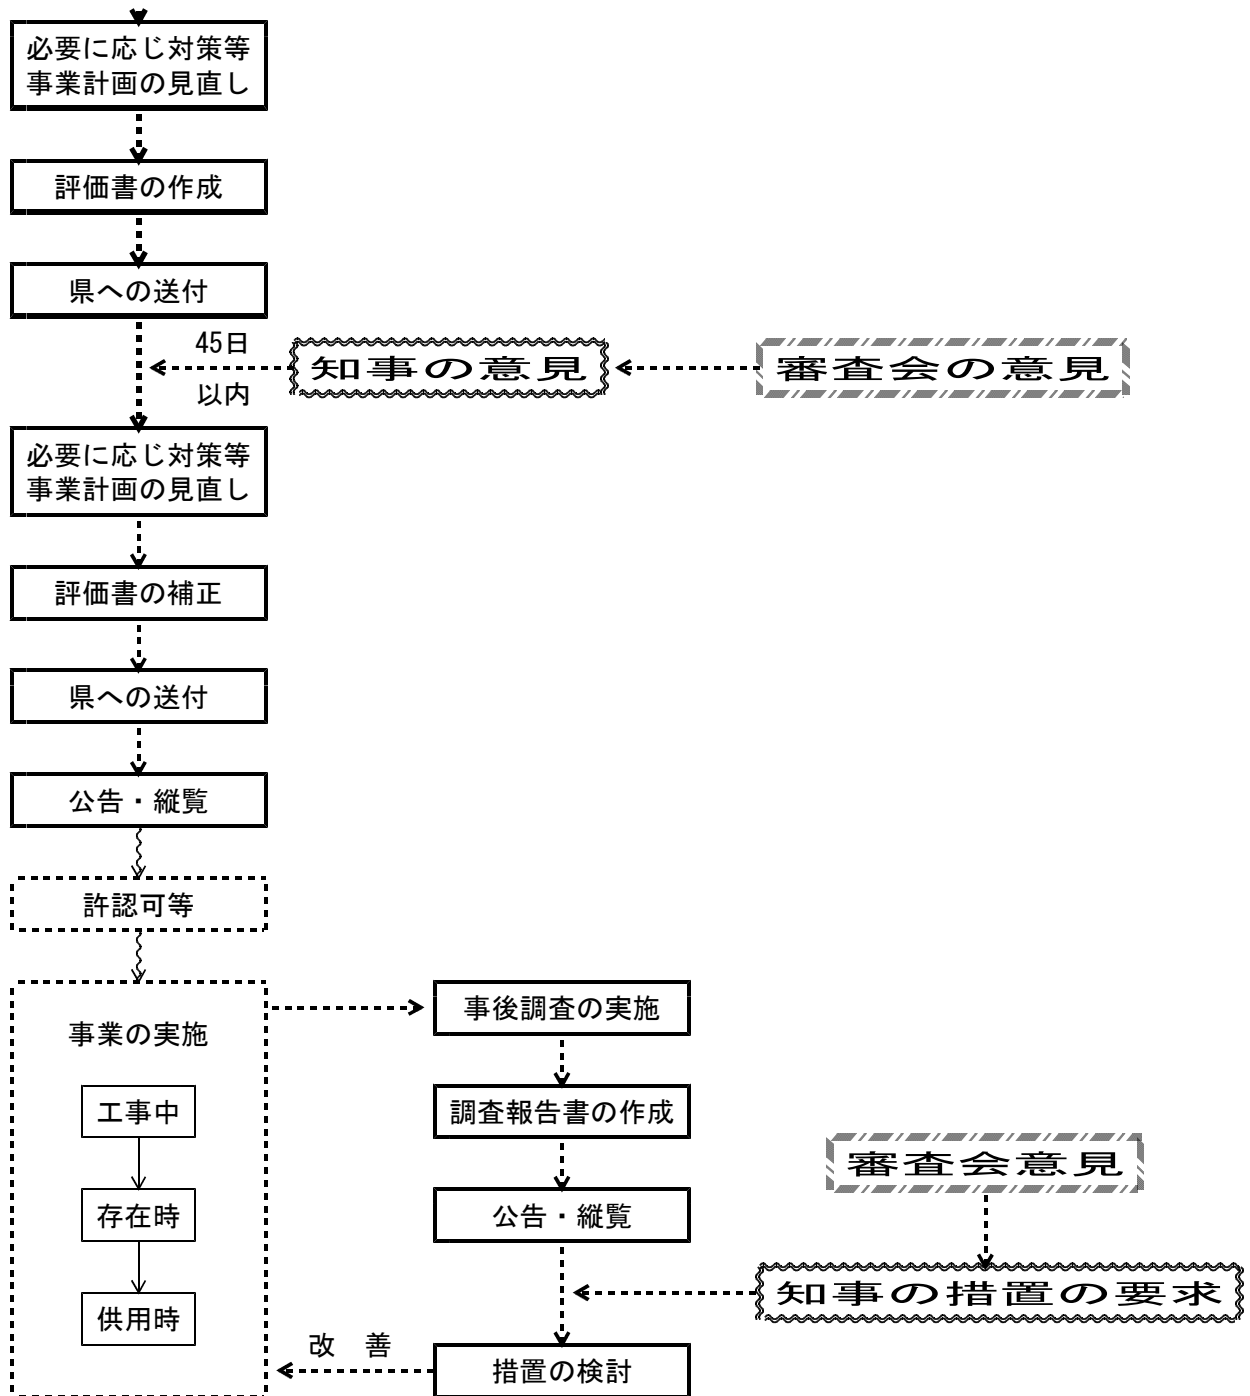 必要に応じ対策等
事業計画の見直し
評価書の作成
県への送付
45日
以内
知事の意見
審査会の意見
必要に応じ対策等
事業計画の見直し
評価書の補正
県への送付
公告・縦覧
許認可等
事業の実施
工事中
存在時
供用時
事後調査の実施
調査報告書の作成
公告・縦覧
審査会意見
知事の措置の要求
改　善
措置の検討